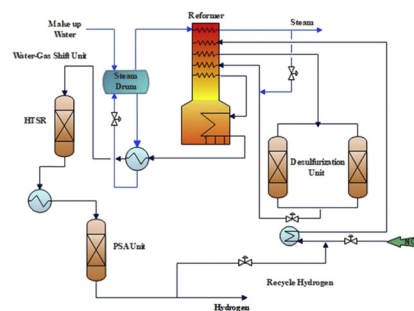 Reformer
Make up
Water
Steam
Water-Gas Shift Unit
Steam
Drum
HTSR
Desulfurization
Unit
PSA Unit
Recycle Hydrogen
Hydrogen